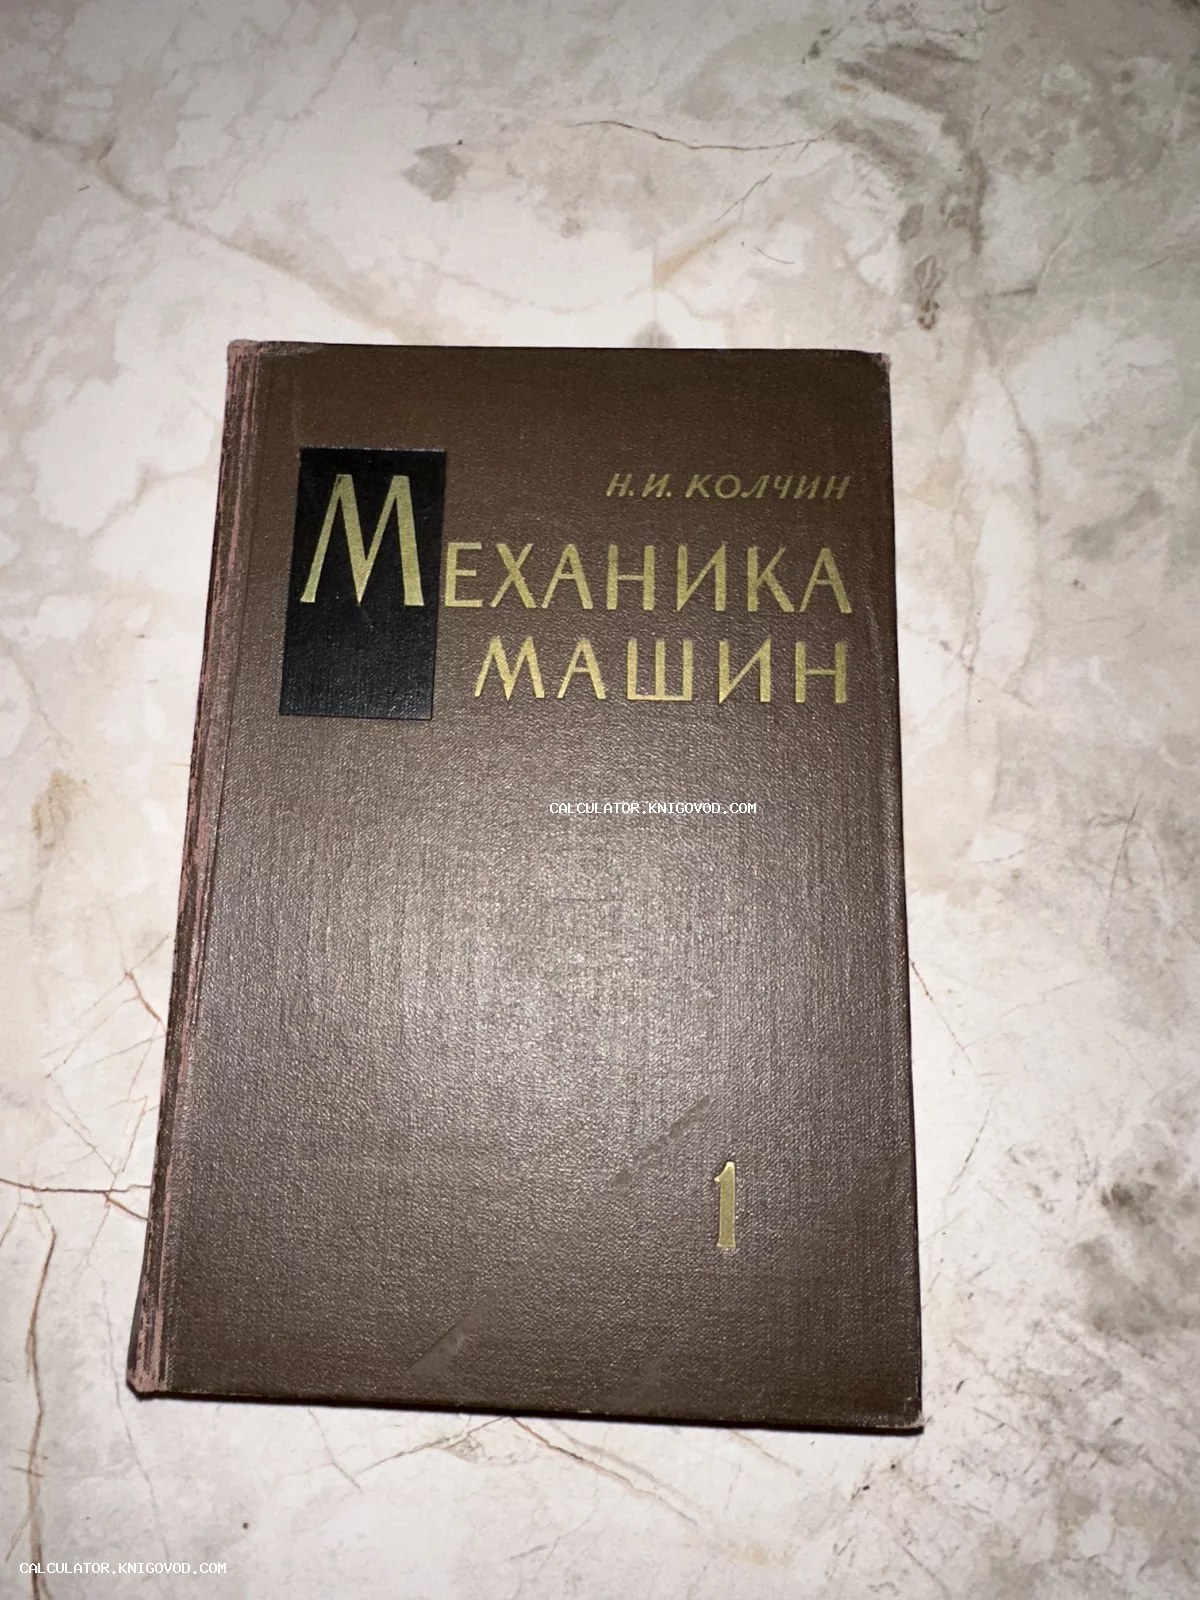 Н.И. КОЛЧИН
МЕХАНИКА
МАШИН
CALCULATOR.KNIGOVOD.COM
1
CALCULATOR.KNIGOVOD.COM